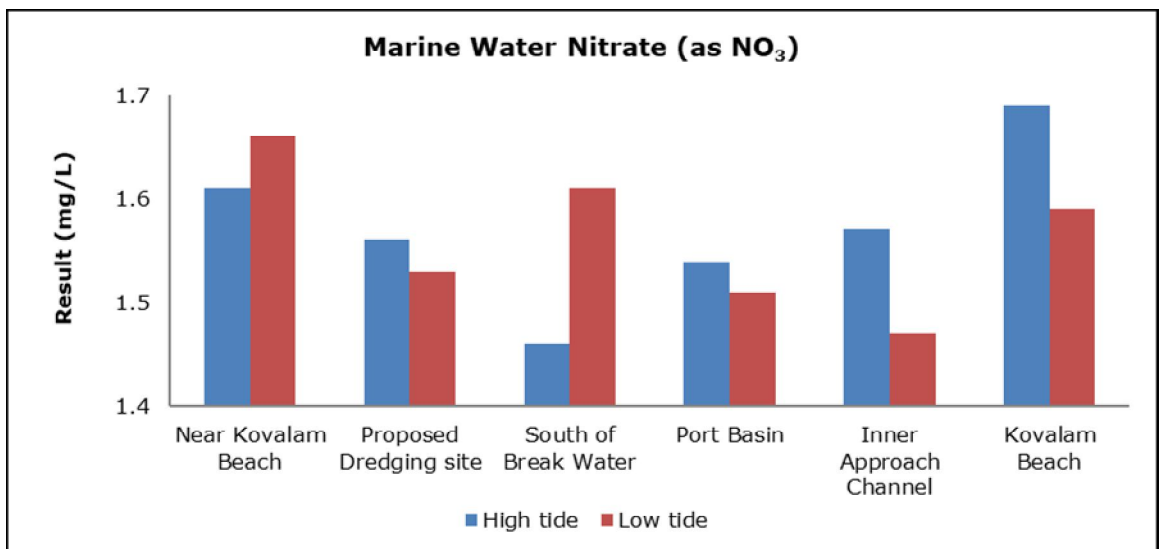 Marine Water Nitrate (as NO₃)
Result (mg/L)
1.7
1.6
1.5
1.4
Near Kovalam
Beach
Proposed
Dredging site
South of
Break Water
Port Basin
Inner
Approach
Channel
Kovalam
Beach
High tide
Low tide